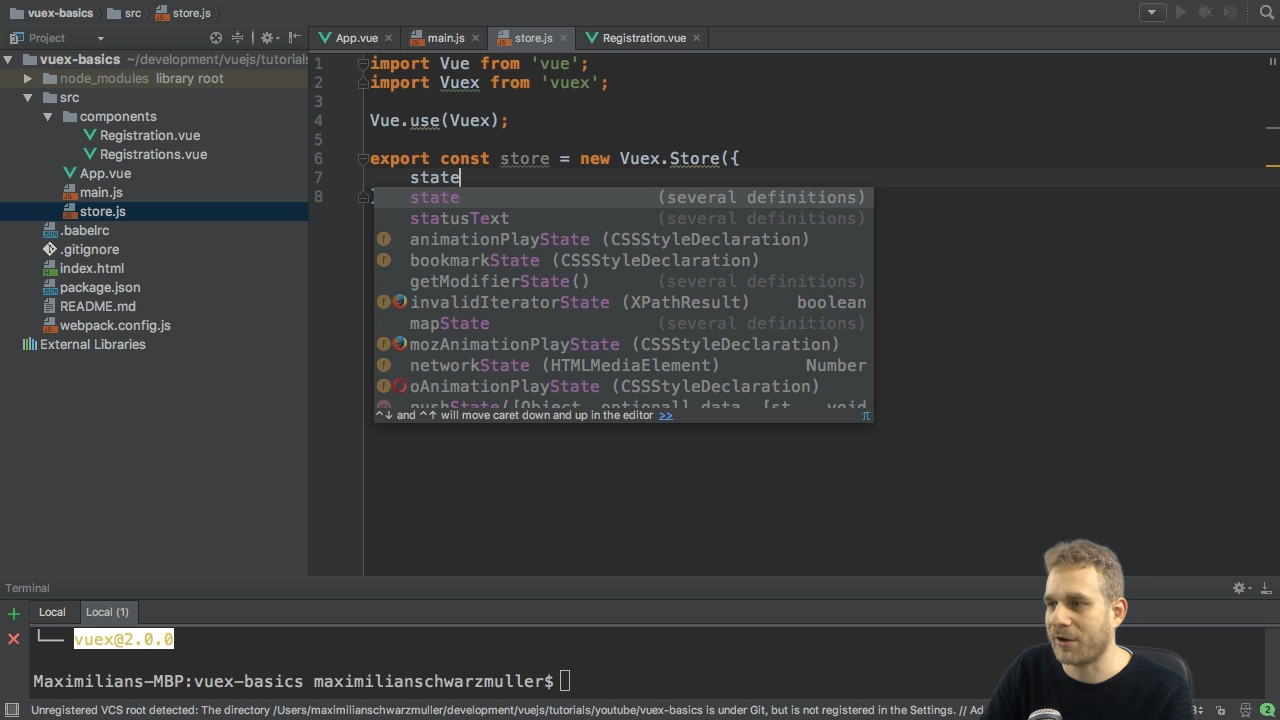 vuex-basics src store.js
Project
App.vue main.js store.js Registration.vue
vuex-basics ~/development/vuejs/tutorials
node_modules library root
src
components
Registration.vue
Registrations.vue
App.vue
main.js
store.js
.babelrc
.gitignore
index.html
package.json
README.md
webpack.config.js
External Libraries
1 import Vue from 'vue';
2 import Vuex from 'vuex';
3
4 Vue.use(Vuex);
5
6 export const store = new Vuex.Store({
7 state
8
state (several definitions)
statusText (several definitions)
animationPlayState (CSSStyleDeclaration)
bookmarkState (CSSStyleDeclaration)
getModifierState() (several definitions)
invalidIteratorState (XPathResult) boolean
mapState (several definitions)
mozAnimationPlayState (CSSStyleDeclaration)
networkState (HTMLMediaElement) Number
oAnimationPlayState (CSSStyleDeclaration)
pushState([Object, optional] data, [st… void
^↓ and ^↑ will move caret down and up in the editor >> π
Terminal
Local Local (1)
vuex@2.0.0
Maximilians-MBP:vuex-basics maximilianschwarzmuller$
Unregistered VCS root detected: The directory /Users/maximilianschwarzmuller/development/vuejs/tutorials/youtube/vuex-basics is under Git, but is not registered in the Settings. // Ad
2